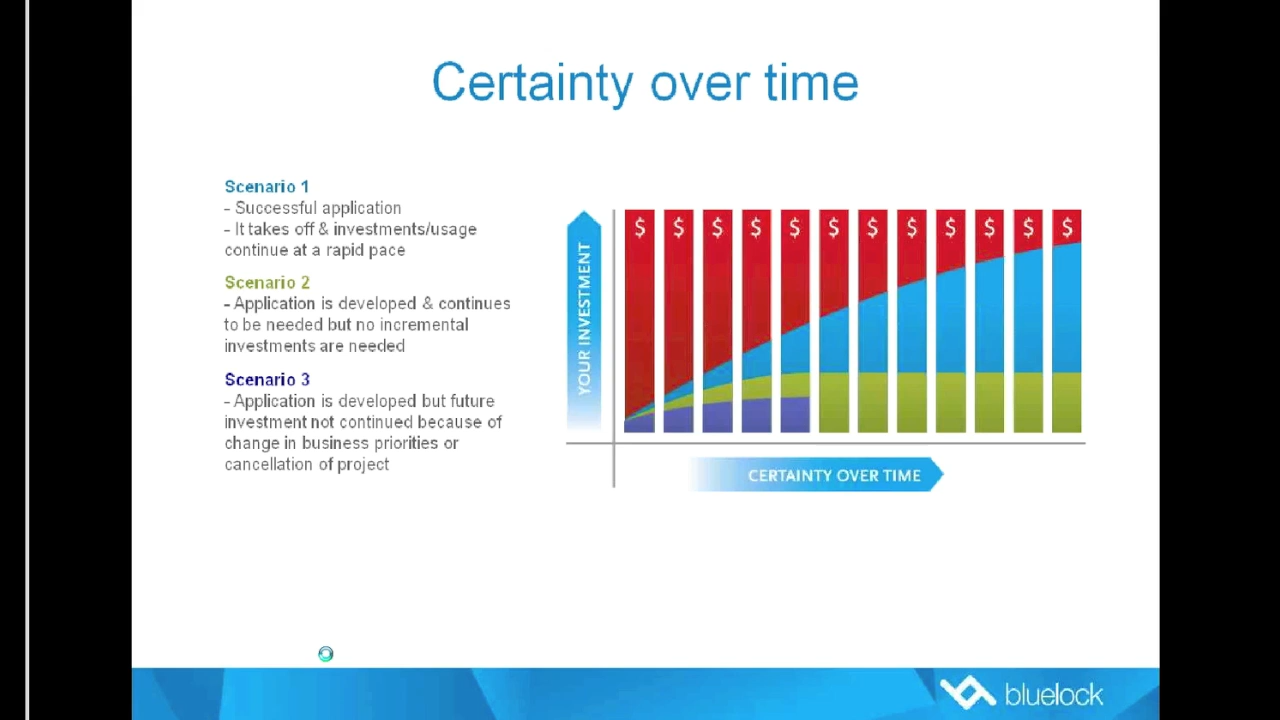 Certainty over time
Scenario 1
- Successful application
- It takes off & investments/usage
continue at a rapid pace
Scenario 2
- Application is developed & continues
to be needed but no incremental
investments are needed
Scenario 3
- Application is developed but future
investment not continued because of
change in business priorities or
cancellation of project
YOUR INVESTMENT
$ $ $ $ $ $ $ $ $ $ $ $
CERTAINTY OVER TIME
bluelock